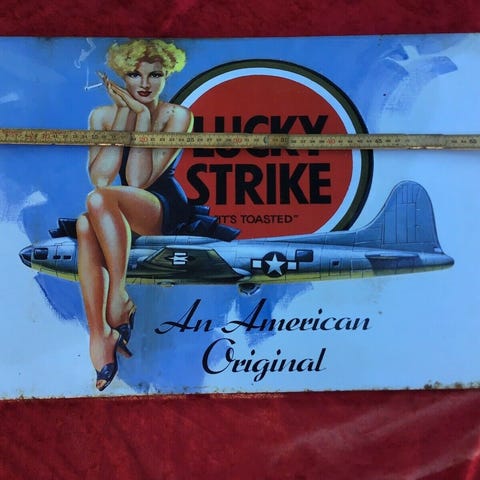 LUCKY
STRIKE
"IT'S TOASTED"
An American
Original